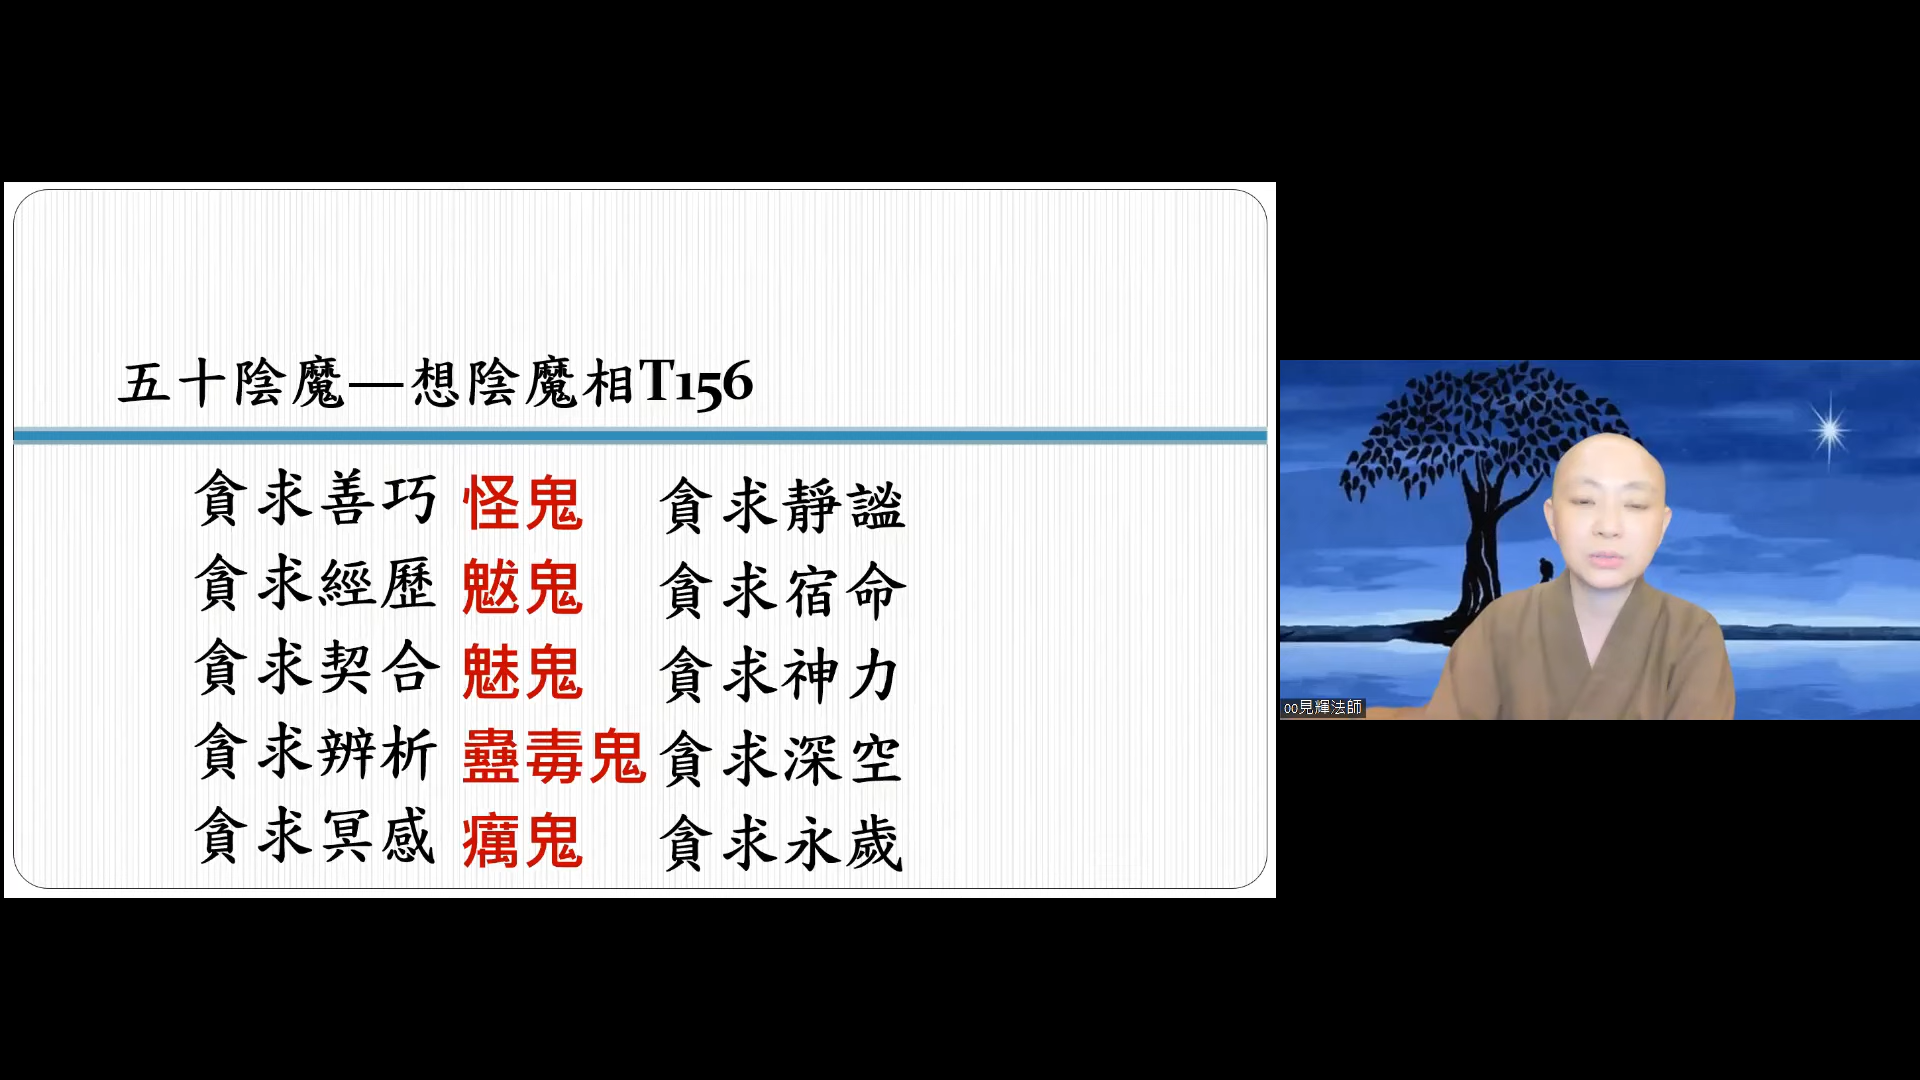 五十陰魔—想陰魔相T156
貪求善巧 怪鬼 貪求靜謐
貪求經歷 魃鬼 貪求宿命
貪求契合 魅鬼 貪求神力
貪求辨析 蠱毒鬼 貪求深空
貪求冥感 癘鬼 貪求永歲
oo見輝法師